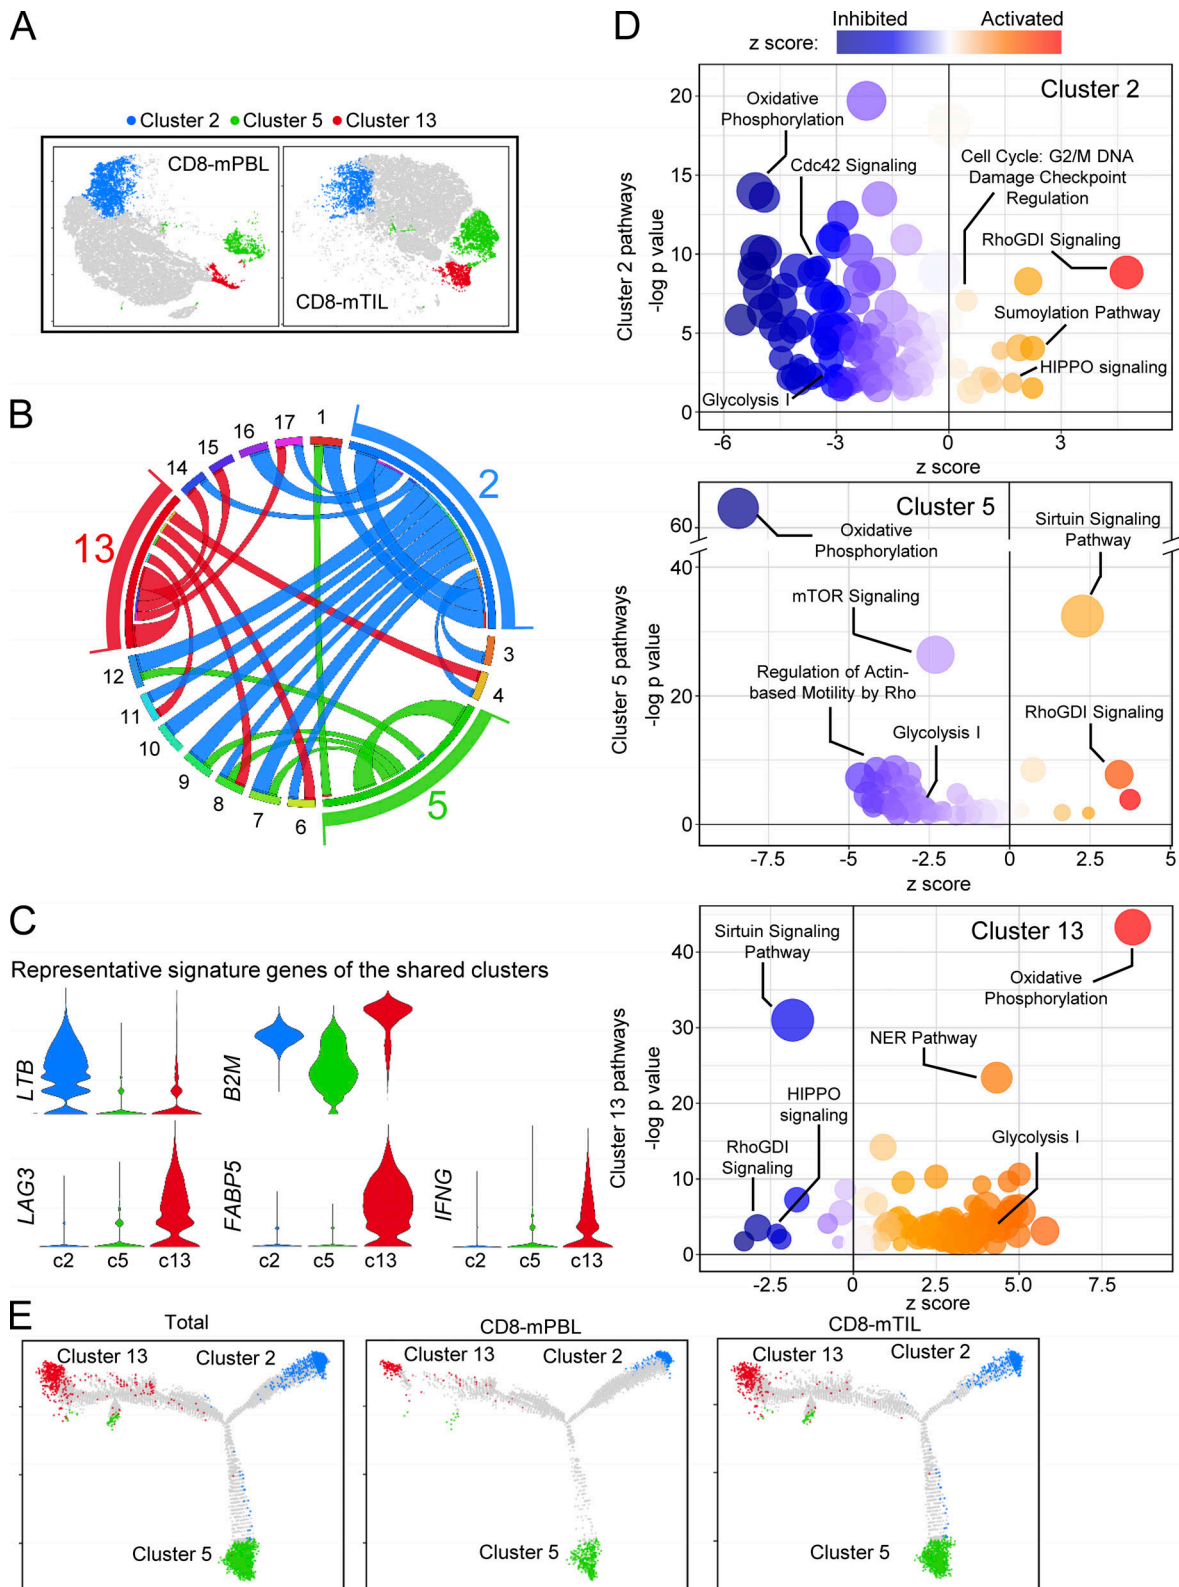 A
Cluster 2 Cluster 5 Cluster 13
CD8-mPBL
CD8-mTIL
B
1
2
3
4
5
6
7
8
9
10
11
12
13
14
15
16
17
C
Representative signature genes of the shared clusters
LTB
B2M
LAG3
FABP5
IFNG
c2 c5 c13
c2 c5 c13
c2 c5 c13
D
Inhibited Activated
z score:
Cluster 2
Cluster 2 pathways
-log p value
20
15
10
5
0
Oxidative
Phosphorylation
Cdc42 Signaling
Cell Cycle: G2/M DNA
Damage Checkpoint
Regulation
RhoGDI Signaling
Sumoylation Pathway
HIPPO signaling
Glycolysis I
-6 -3 0 3
z score
Cluster 5
Cluster 5 pathways
-log p value
60
40
20
0
Oxidative
Phosphorylation
Sirtuin Signaling
Pathway
mTOR Signaling
Regulation of Actin-
based Motility by Rho
Glycolysis I
RhoGDI Signaling
-7.5 -5 -2.5 0 2.5 5
z score
Cluster 13
Cluster 13 pathways
-log p value
40
30
20
10
0
Sirtuin Signaling
Pathway
Oxidative
Phosphorylation
NER Pathway
HIPPO
signaling
RhoGDI
Signaling
Glycolysis I
-2.5 0 2.5 5.0 7.5
z score
E
Total
Cluster 13 Cluster 2
Cluster 5
CD8-mPBL
Cluster 13 Cluster 2
Cluster 5
CD8-mTIL
Cluster 13 Cluster 2
Cluster 5